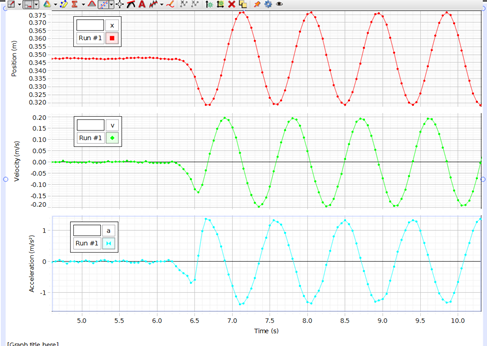 0.375
0.370
0.365
0.360
0.355
0.350
0.345
0.340
0.335
0.330
0.325
0.320
Position (m)
x
Run #1
0.20
0.15
0.10
0.05
0.00
-0.05
-0.10
-0.15
-0.20
Velocity (m/s)
v
Run #1
1
0
-1
Acceleration (m/s²)
a
Run #1
5.0 5.5 6.0 6.5 7.0 7.5 8.0 8.5 9.0 9.5 10.0
Time (s)
[Graph title here]